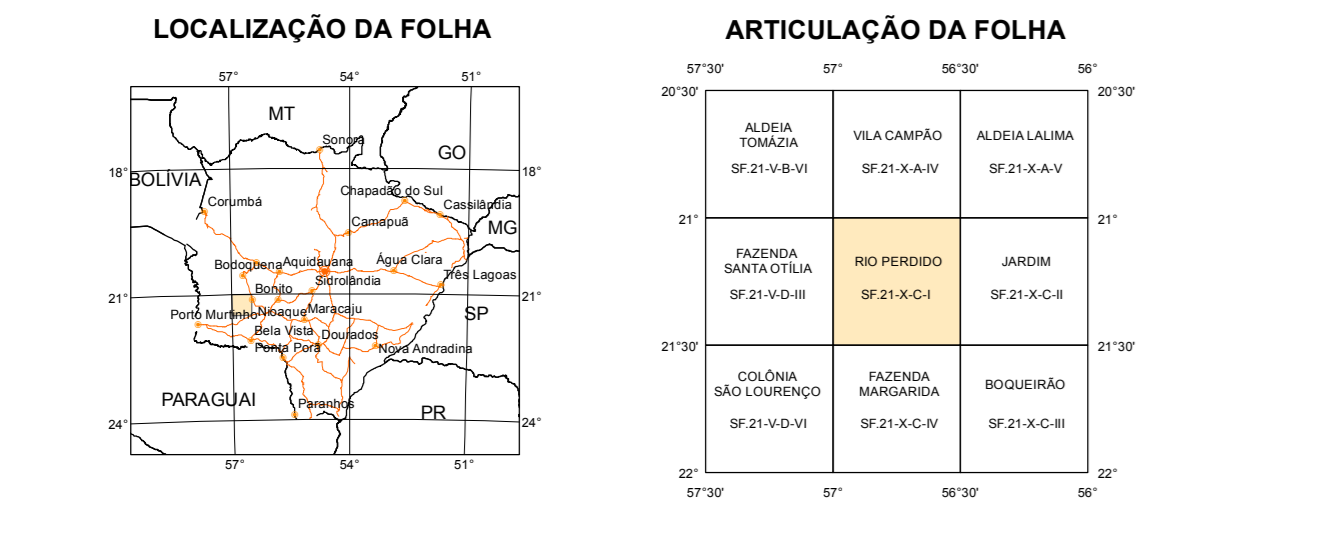 LOCALIZAÇÃO DA FOLHA
57° 54° 51°
MT
Sonora
GO
18° 18°
BOLÍVIA
Chapadão do Sul
Corumbá
Cassilândia
Camapuã
MG
Bodoquena Aquidauana Água Clara
Sidrolândia Três Lagoas
Bonito
21° 21°
Porto Murtinho Nioaque Maracaju
SP
Bela Vista Dourados
Ponta Porã Nova Andradina
PARAGUAI
Paranhos
PR
24° 24°
57° 54° 51°
ARTICULAÇÃO DA FOLHA
57°30' 57° 56°30' 56°
20°30' 20°30'
ALDEIA
TOMÁZIA
SF.21-V-B-VI
VILA CAMPÃO
SF.21-X-A-IV
ALDEIA LALIMA
SF.21-X-A-V
21° 21°
FAZENDA
SANTA OTÍLIA
SF.21-V-D-III
RIO PERDIDO
SF.21-X-C-I
JARDIM
SF.21-X-C-II
21°30' 21°30'
COLÔNIA
SÃO LOURENÇO
SF.21-V-D-VI
FAZENDA
MARGARIDA
SF.21-X-C-IV
BOQUEIRÃO
SF.21-X-C-III
22° 22°
57°30' 57° 56°30' 56°